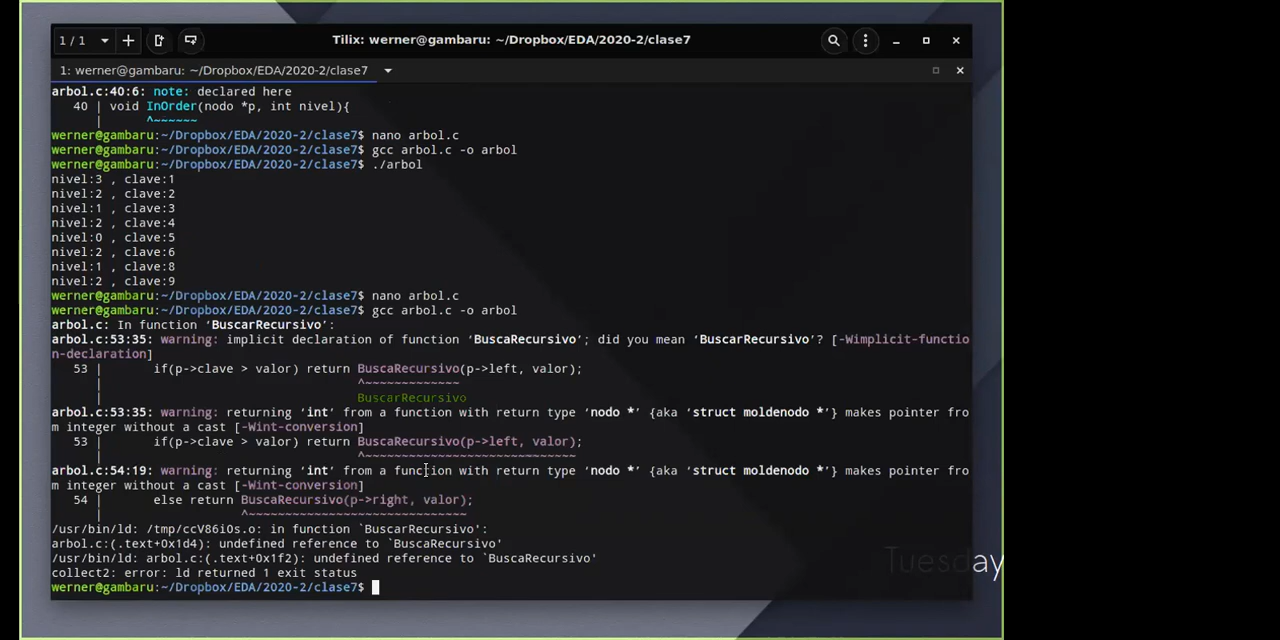 1 / 1
Tilix: werner@gambaru: ~/Dropbox/EDA/2020-2/clase7
1: werner@gambaru: ~/Dropbox/EDA/2020-2/clase7
arbol.c:40:6: note: declared here
40 | void InOrder(nodo *p, int nivel){
| ^~~~~~~
werner@gambaru:~/Dropbox/EDA/2020-2/clase7$ nano arbol.c
werner@gambaru:~/Dropbox/EDA/2020-2/clase7$ gcc arbol.c -o arbol
werner@gambaru:~/Dropbox/EDA/2020-2/clase7$ ./arbol
nivel:3 , clave:1
nivel:2 , clave:2
nivel:1 , clave:3
nivel:2 , clave:4
nivel:0 , clave:5
nivel:2 , clave:6
nivel:1 , clave:8
nivel:2 , clave:9
werner@gambaru:~/Dropbox/EDA/2020-2/clase7$ nano arbol.c
werner@gambaru:~/Dropbox/EDA/2020-2/clase7$ gcc arbol.c -o arbol
arbol.c: In function ‘BuscarRecursivo’:
arbol.c:53:35: warning: implicit declaration of function ‘BuscaRecursivo’; did you mean ‘BuscarRecursivo’? [-Wimplicit-functio
n-declaration]
53 | if(p->clave > valor) return BuscaRecursivo(p->left, valor);
| ^~~~~~~~~~~~~~
| BuscarRecursivo
arbol.c:53:35: warning: returning ‘int’ from a function with return type ‘nodo *’ {aka ‘struct moldenodo *’} makes pointer fro
m integer without a cast [-Wint-conversion]
53 | if(p->clave > valor) return BuscaRecursivo(p->left, valor);
| ^~~~~~~~~~~~~~~~~~~~~~~~~~~~~~
arbol.c:54:19: warning: returning ‘int’ from a function with return type ‘nodo *’ {aka ‘struct moldenodo *’} makes pointer fro
m integer without a cast [-Wint-conversion]
54 | else return BuscaRecursivo(p->right, valor);
| ^~~~~~~~~~~~~~~~~~~~~~~~~~~~~~~
/usr/bin/ld: /tmp/ccV86i0s.o: in function `BuscarRecursivo':
arbol.c:(.text+0x1d4): undefined reference to `BuscaRecursivo'
/usr/bin/ld: arbol.c:(.text+0x1f2): undefined reference to `BuscaRecursivo'
collect2: error: ld returned 1 exit status
werner@gambaru:~/Dropbox/EDA/2020-2/clase7$
Tuesday